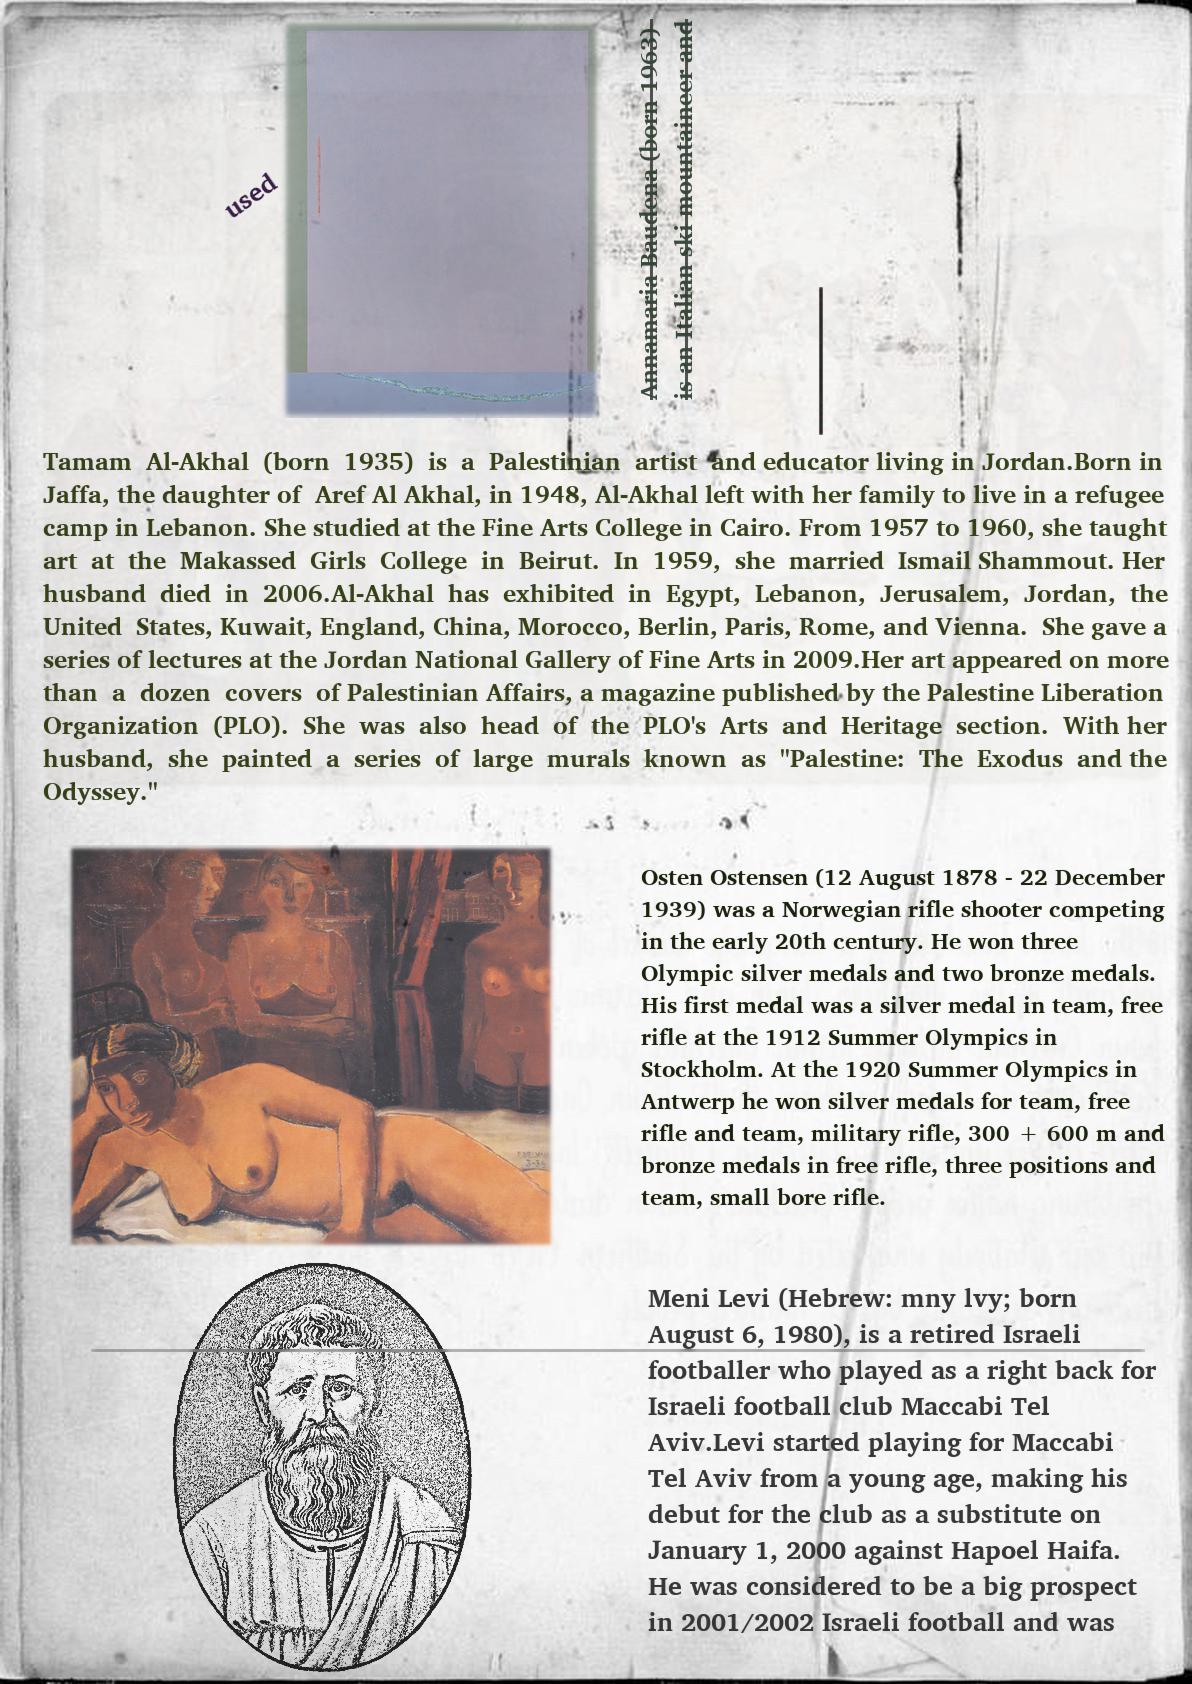 used
Annamaria Baudena (born 1963)
is an Italian ski mountaineer and
Tamam Al-Akhal (born 1935) is a Palestinian artist and educator living in Jordan.Born in
Jaffa, the daughter of Aref Al Akhal, in 1948, Al-Akhal left with her family to live in a refugee
camp in Lebanon. She studied at the Fine Arts College in Cairo. From 1957 to 1960, she taught
art at the Makassed Girls College in Beirut. In 1959, she married Ismail Shammout. Her
husband died in 2006.Al-Akhal has exhibited in Egypt, Lebanon, Jerusalem, Jordan, the
United States, Kuwait, England, China, Morocco, Berlin, Paris, Rome, and Vienna. She gave a
series of lectures at the Jordan National Gallery of Fine Arts in 2009.Her art appeared on more
than a dozen covers of Palestinian Affairs, a magazine published by the Palestine Liberation
Organization (PLO). She was also head of the PLO's Arts and Heritage section. With her
husband, she painted a series of large murals known as "Palestine: The Exodus and the
Odyssey."
Osten Ostensen (12 August 1878 - 22 December
1939) was a Norwegian rifle shooter competing
in the early 20th century. He won three
Olympic silver medals and two bronze medals.
His first medal was a silver medal in team, free
rifle at the 1912 Summer Olympics in
Stockholm. At the 1920 Summer Olympics in
Antwerp he won silver medals for team, free
rifle and team, military rifle, 300 + 600 m and
bronze medals in free rifle, three positions and
team, small bore rifle.
Meni Levi (Hebrew: mny lvy; born
August 6, 1980), is a retired Israeli
footballer who played as a right back for
Israeli football club Maccabi Tel
Aviv.Levi started playing for Maccabi
Tel Aviv from a young age, making his
debut for the club as a substitute on
January 1, 2000 against Hapoel Haifa.
He was considered to be a big prospect
in 2001/2002 Israeli football and was